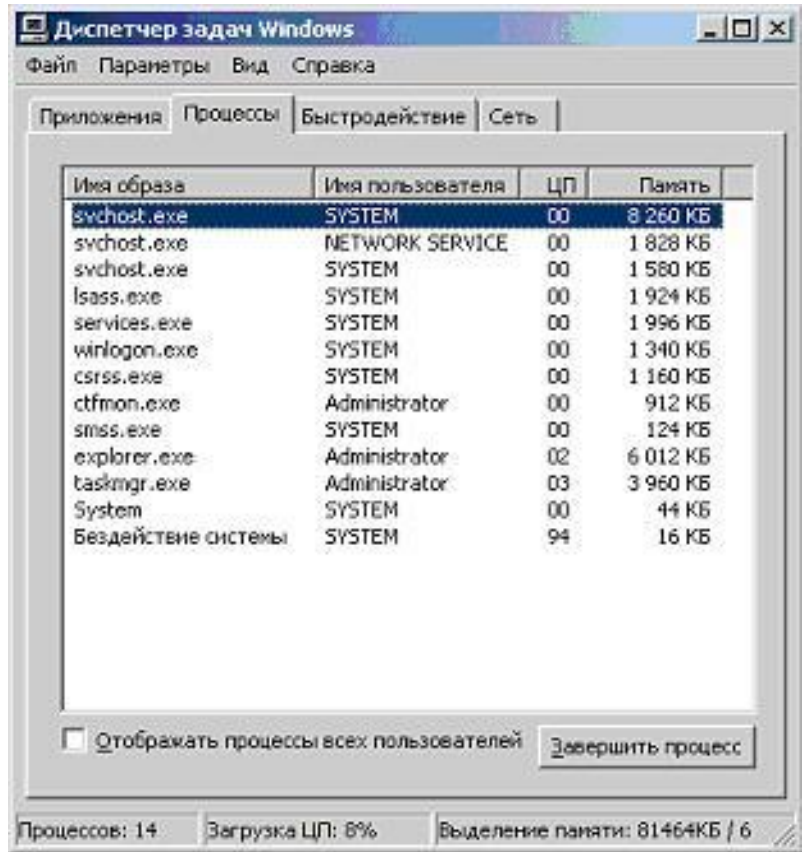 Диспетчер задач Windows
Файл Параметры Вид Справка
Приложения Процессы Быстродействие Сеть
Имя образа Имя пользователя ЦП Память
svchost.exe SYSTEM 00 8 260 КБ
svchost.exe NETWORK SERVICE 00 1 828 КБ
svchost.exe SYSTEM 00 1 580 КБ
lsass.exe SYSTEM 00 1 924 КБ
services.exe SYSTEM 00 1 996 КБ
winlogon.exe SYSTEM 00 1 340 КБ
csrss.exe SYSTEM 00 1 160 КБ
ctfmon.exe Administrator 00 912 КБ
smss.exe SYSTEM 00 124 КБ
explorer.exe Administrator 02 6 012 КБ
taskmgr.exe Administrator 03 3 960 КБ
System SYSTEM 00 44 КБ
Бездействие системы SYSTEM 94 16 КБ
Отображать процессы всех пользователей Завершить процесс
Процессов: 14 Загрузка ЦП: 8% Выделение памяти: 81464КБ / 6